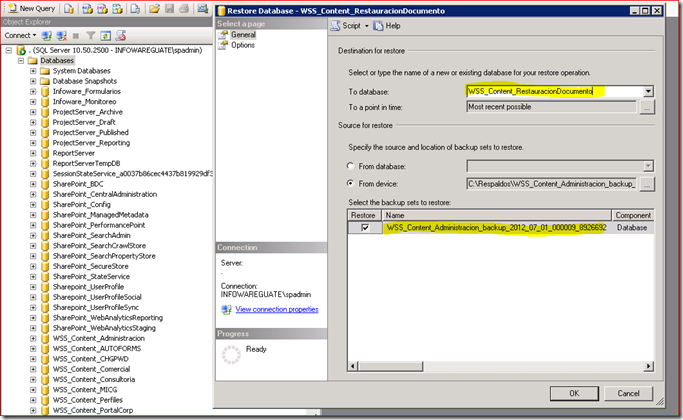 New Query
Object Explorer
Connect
. (SQL Server 10.50.2500 - INFOWAREGUATE\spadmin)
Databases
System Databases
Database Snapshots
Infoware_Formularios
Infoware_Monitoreo
ProjectServer_Archive
ProjectServer_Draft
ProjectServer_Published
ProjectServer_Reporting
ReportServer
ReportServerTempDB
SessionStateService_a0037b86cec4437b819929df3
SharePoint_BDC
SharePoint_CentralAdministration
SharePoint_Config
SharePoint_ManagedMetadata
SharePoint_PerformancePoint
SharePoint_SearchAdmin
SharePoint_SearchCrawlStore
SharePoint_SearchPropertyStore
SharePoint_SecureStore
SharePoint_StateService
SharePoint_UserProfile
SharePoint_UserProfileSocial
SharePoint_UserProfileSync
SharePoint_WebAnalyticsReporting
SharePoint_WebAnalyticsStaging
WSS_Content_Administracion
WSS_Content_AUTOFORMS
WSS_Content_CHGPWD
WSS_Content_Comercial
WSS_Content_Consultoria
WSS_Content_MICG
WSS_Content_Perfiles
WSS_Content_PortalCorp
Restore Database - WSS_Content_RestauracionDocumento
Select a page
General
Options
Connection
Server:
.
Connection:
INFOWAREGUATE\spadmin
View connection properties
Progress
Ready
Script Help
Destination for restore
Select or type the name of a new or existing database for your restore operation.
To database: WSS_Content_RestauracionDocumento
To a point in time: Most recent possible ...
Source for restore
Specify the source and location of backup sets to restore.
From database:
From device: C:\Respaldos\WSS_Content_Administracion_backup_ ...
Select the backup sets to restore:
Restore Name Component
WSS_Content_Administracion_backup_2012_07_01_000009_8926692 Database
OK Cancel